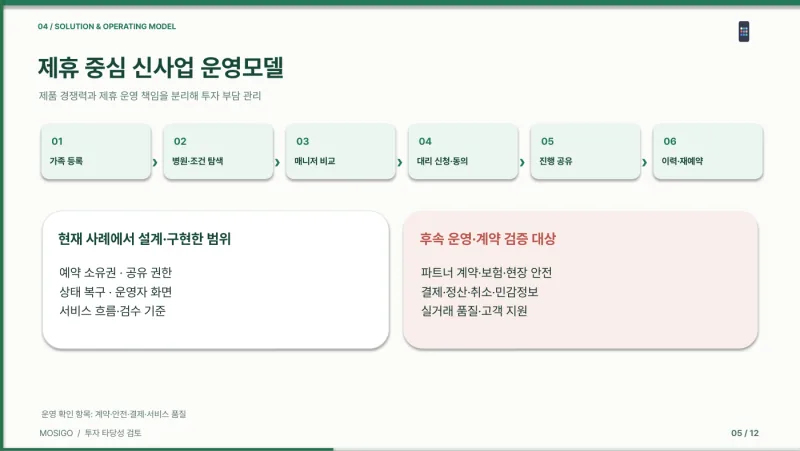 04 / SOLUTION & OPERATING MODEL
제휴 중심 신사업 운영모델
제품 경쟁력과 제휴 운영 책임을 분리해 투자 부담 관리
01
가족 등록
›
02
병원·조건 탐색
›
03
매니저 비교
›
04
대리 신청·동의
›
05
진행 공유
›
06
이력·재예약
현재 사례에서 설계·구현한 범위
예약 소유권 · 공유 권한
상태 복구 · 운영자 화면
서비스 흐름·검수 기준
후속 운영·계약 검증 대상
파트너 계약·보험·현장 안전
결제·정산·취소·민감정보
실거래 품질·고객 지원
운영 확인 항목: 계약·안전·결제·서비스 품질
MOSIGO / 투자 타당성 검토
05 / 12